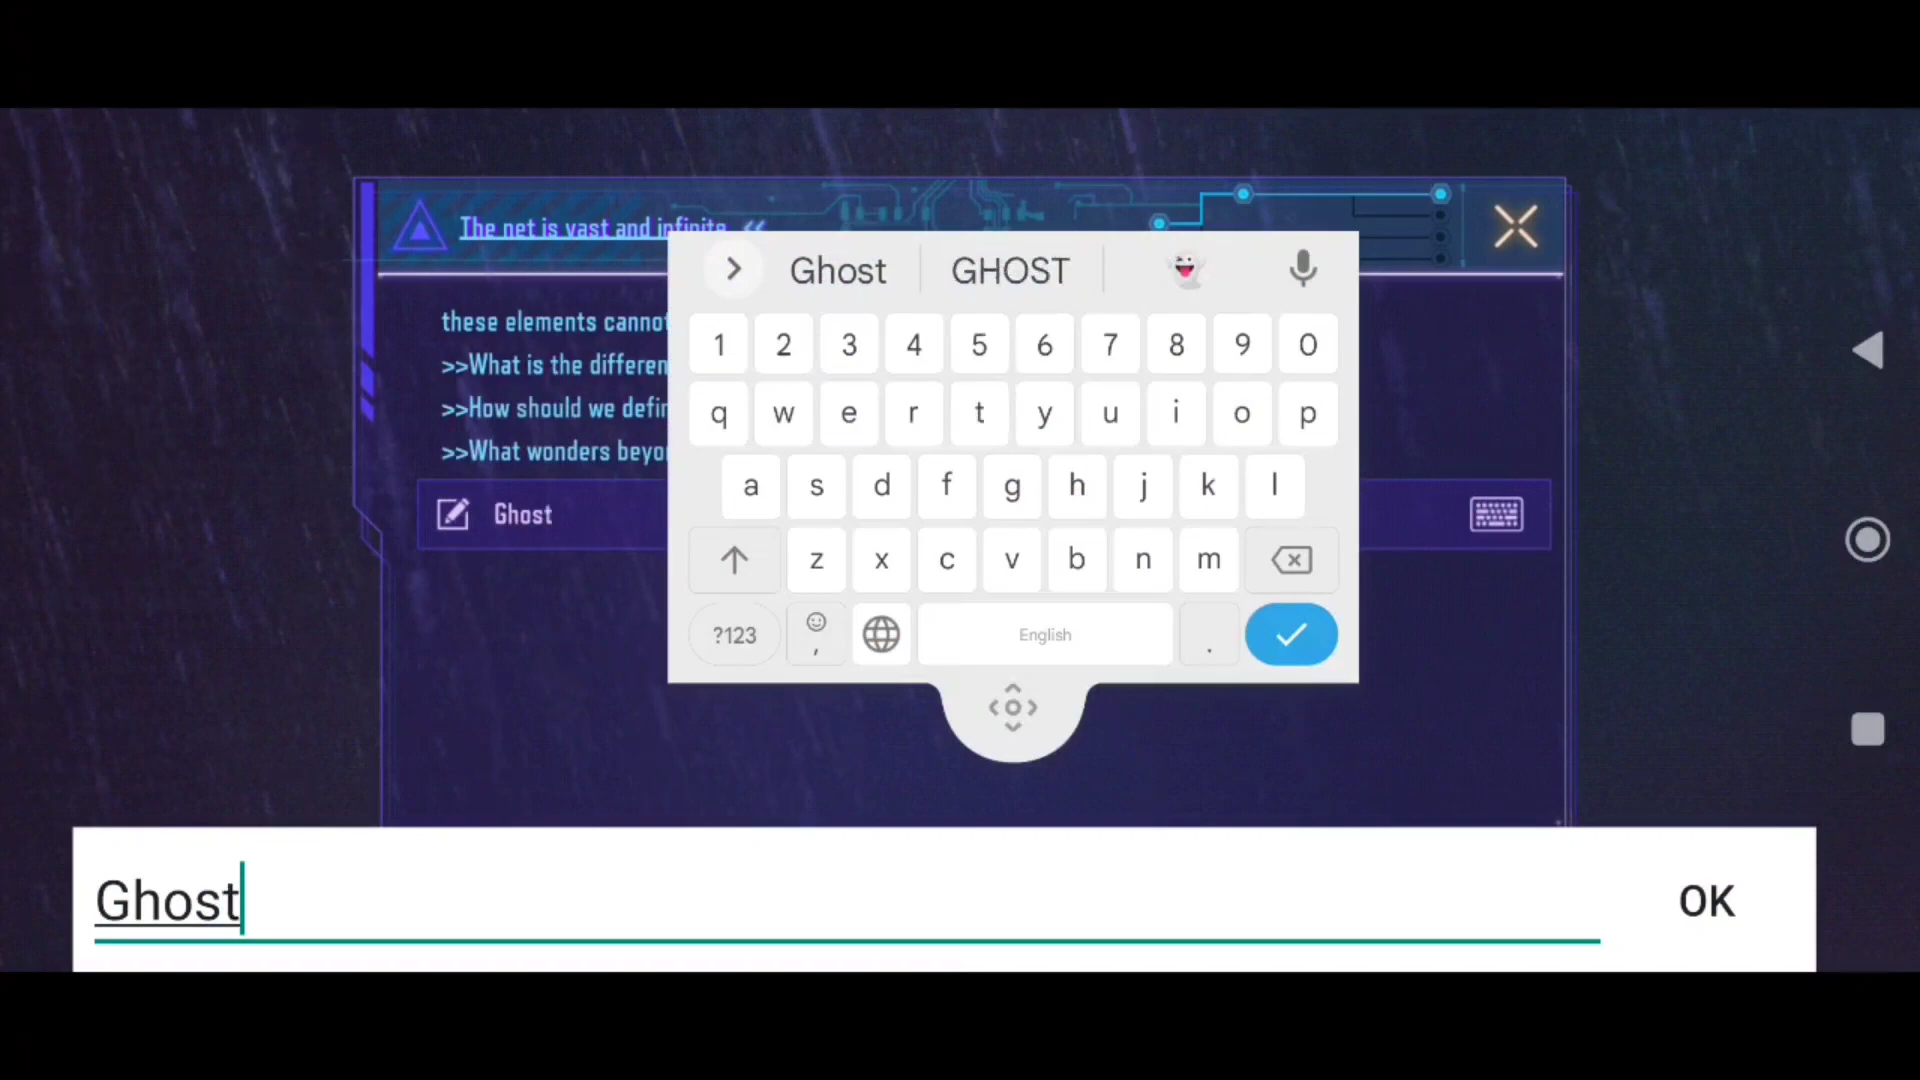 The net is vast and infinite
Ghost GHOST
these elements cannot
>>What is the differen
>>How should we defin
>>What wonders beyo
Ghost
1 2 3 4 5 6 7 8 9 0
q w e r t y u i o p
a s d f g h j k l
z x c v b n m
?123 , English .
Ghost
OK